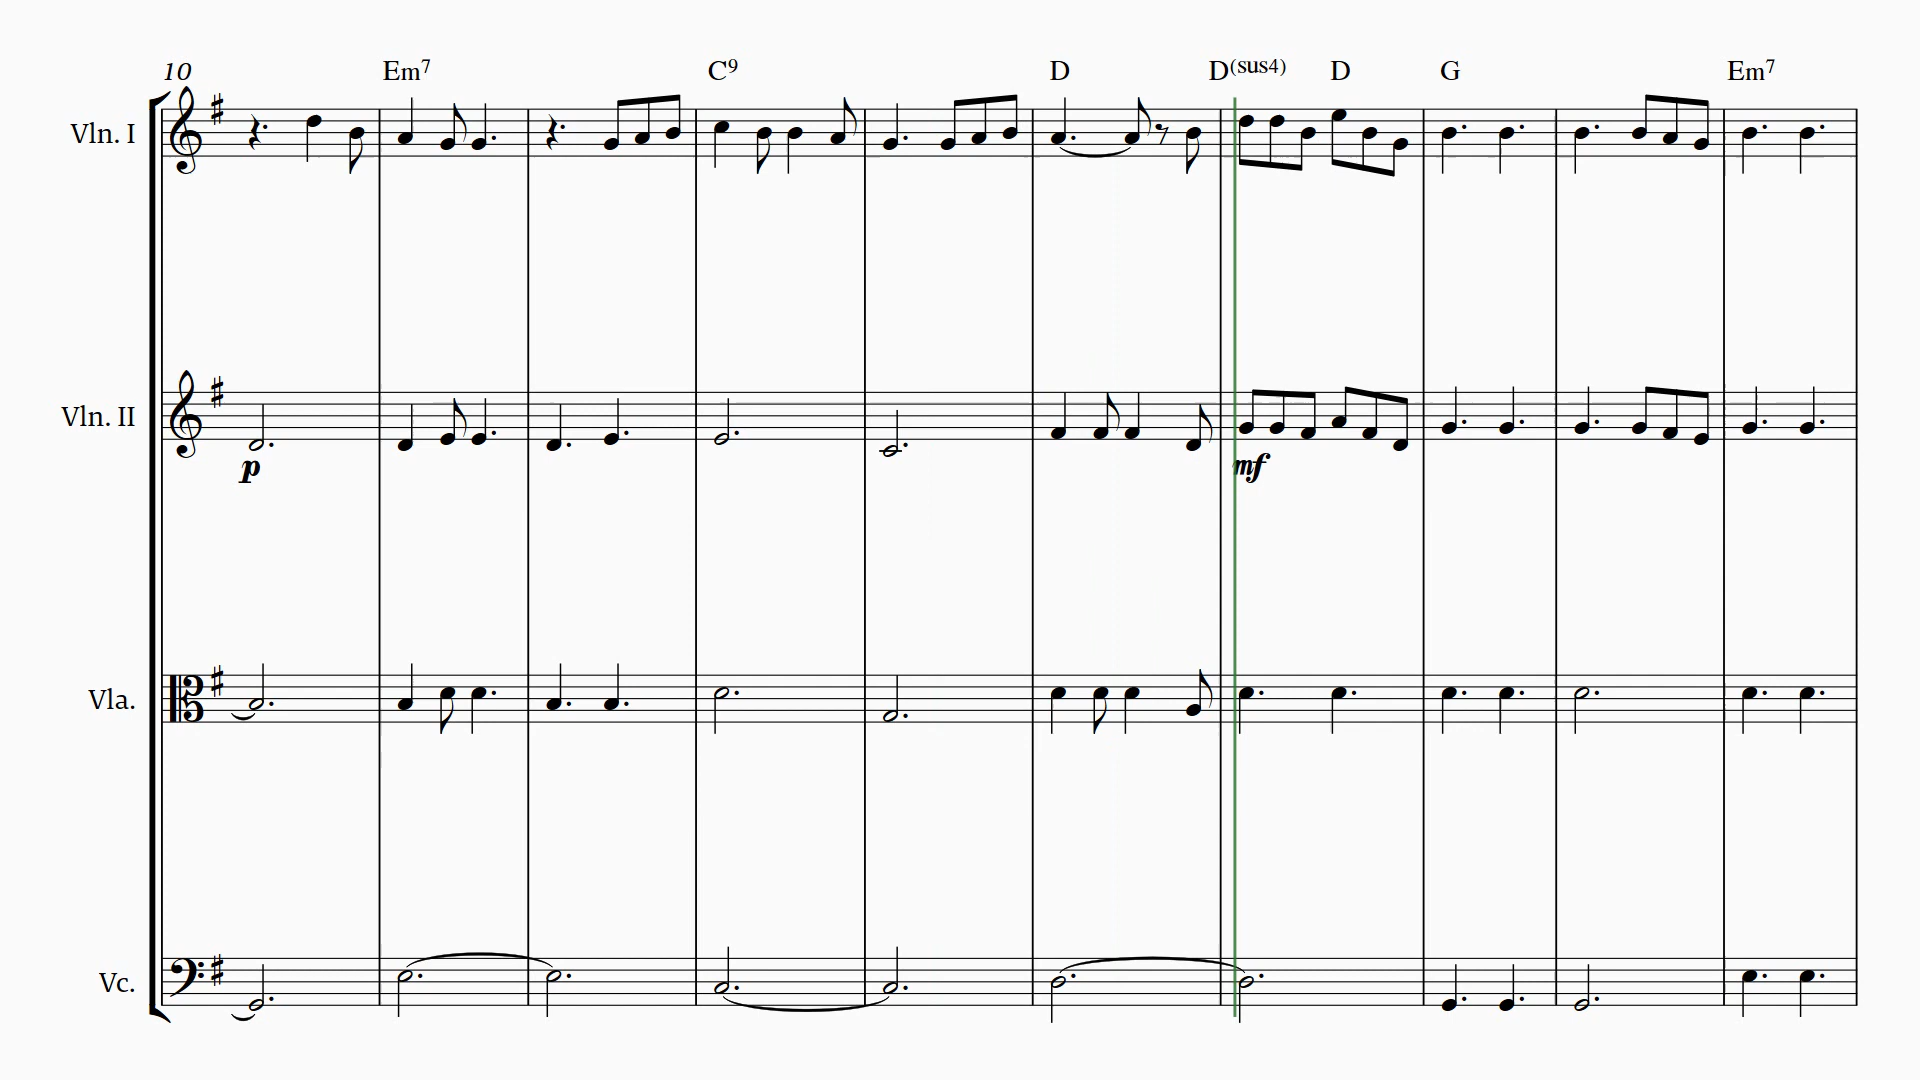 10 Em7 C9 D D(sus4) D G Em7
Vln. I
Vln. II
p mf
Vla.
Vc.